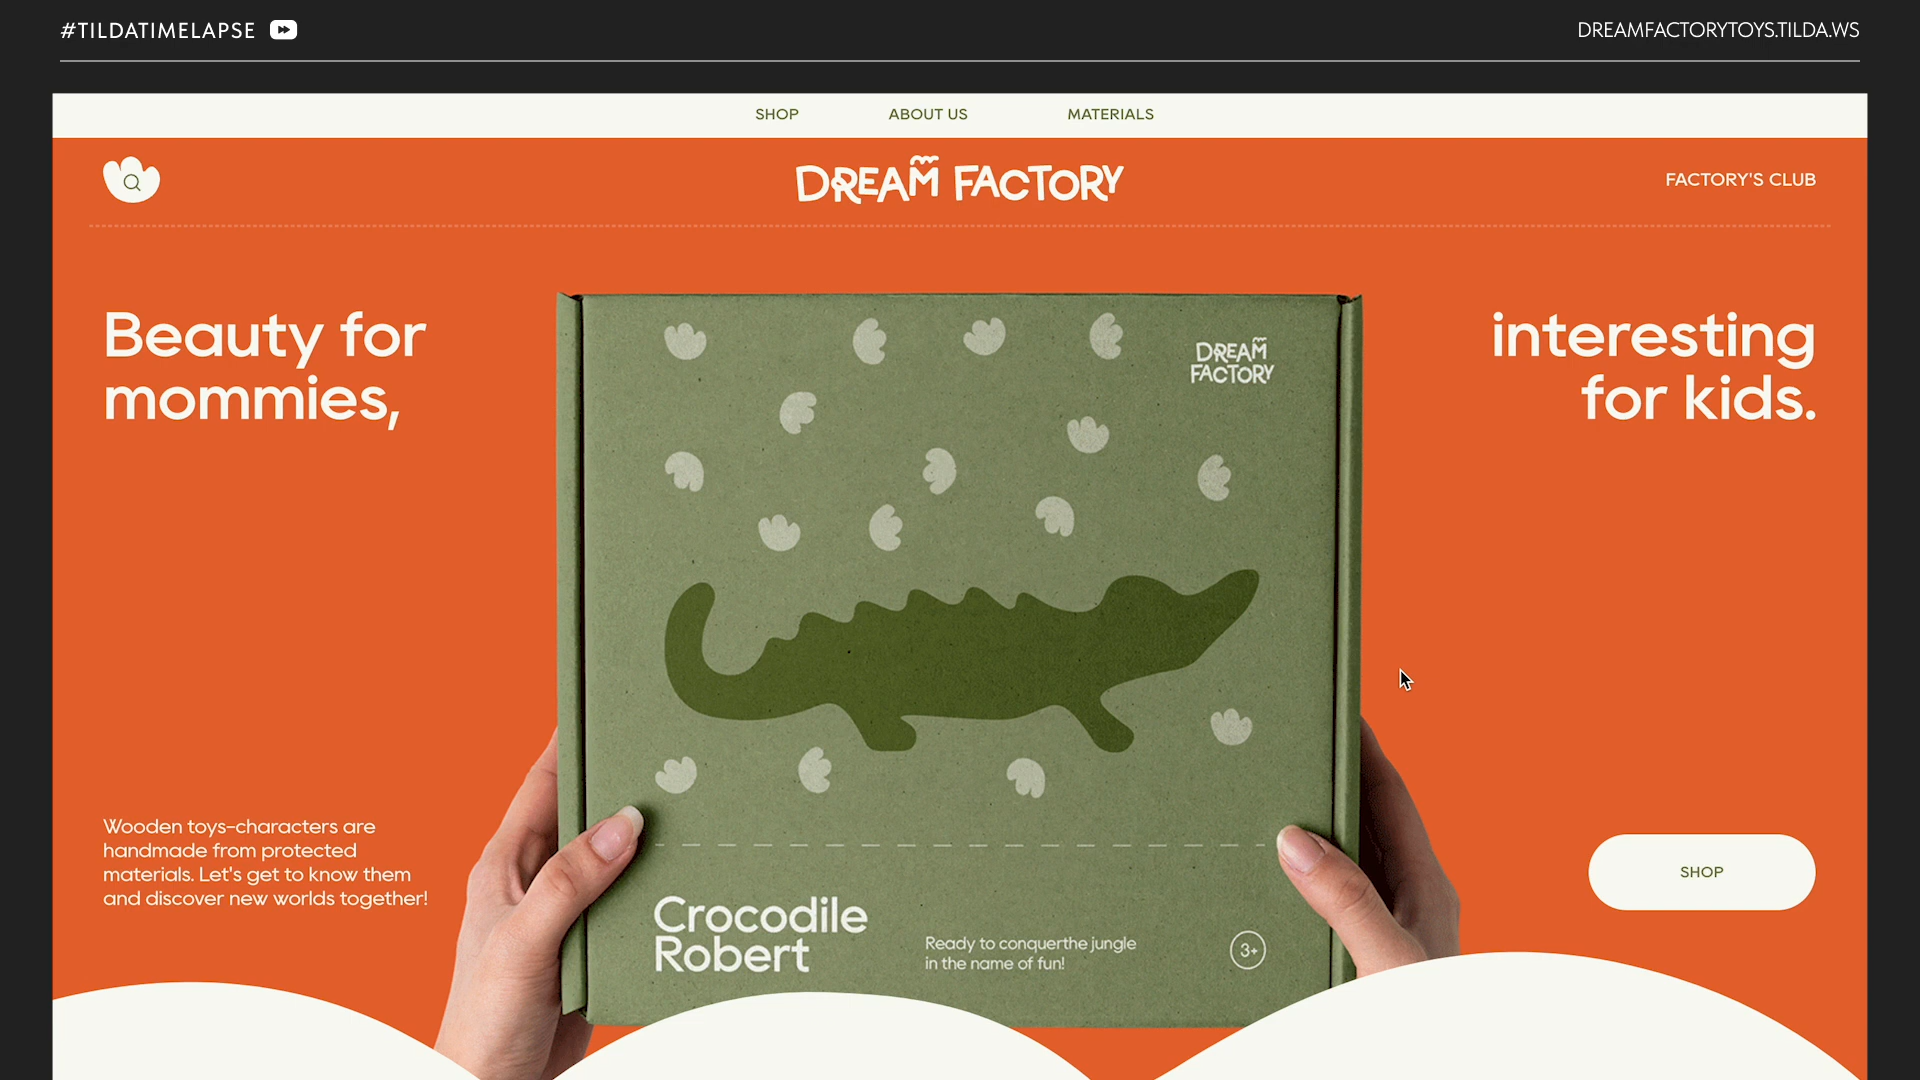 #TILDATIMELAPSE
DREAMFACTORYTOYS.TILDA.WS
SHOP
ABOUT US
MATERIALS
DREAM FACTORY
FACTORY'S CLUB
Beauty for
mommies,
interesting
for kids.
DREAM
FACTORY
Wooden toys-characters are
handmade from protected
materials. Let's get to know them
and discover new worlds together!
SHOP
Crocodile
Robert
Ready to conquerthe jungle
in the name of fun!
3+